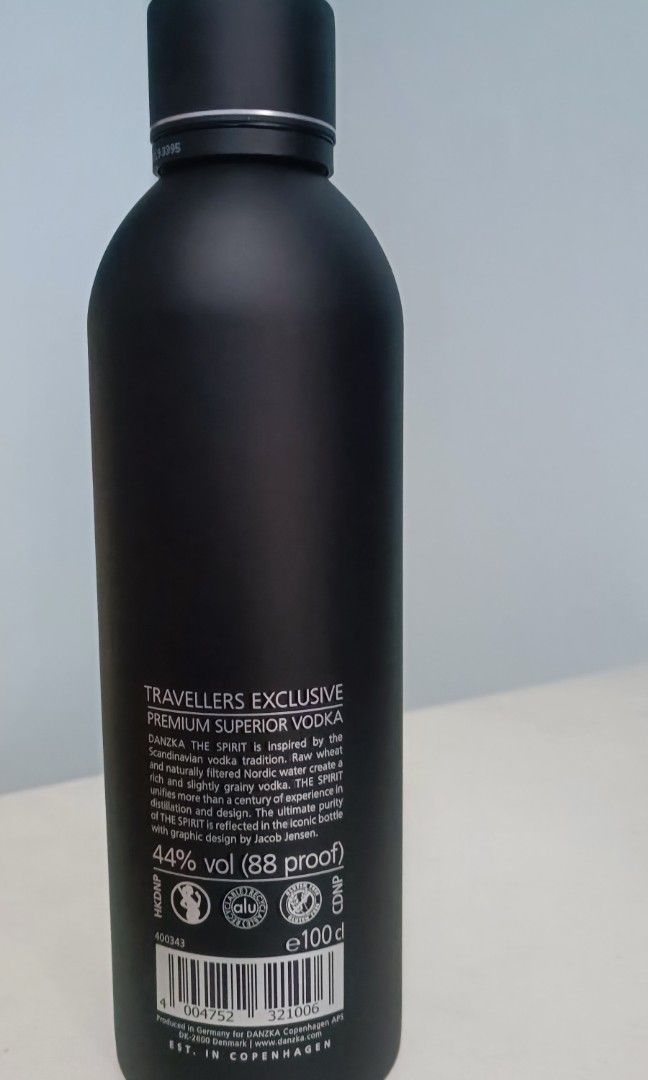 93395
TRAVELLERS EXCLUSIVE
PREMIUM SUPERIOR VODKA
DANZKA THE SPIRIT is inspired by the
Scandinavian vodka tradition. Raw wheat
and naturally filtered Nordic water create a
rich and slightly grainy vodka. THE SPIRIT
unifies more than a century of experience in
distillation and design. The ultimate purity
of THE SPIRIT is reflected in the iconic bottle
with graphic design by Jacob Jensen.
44% vol (88 proof)
HKDNP
alu
CDNP
400343
e100cl
4 004752 321006
Produced in Germany for DANZKA Copenhagen APS
DK-2600 Denmark | www.danzka.com
EST. IN COPENHAGEN